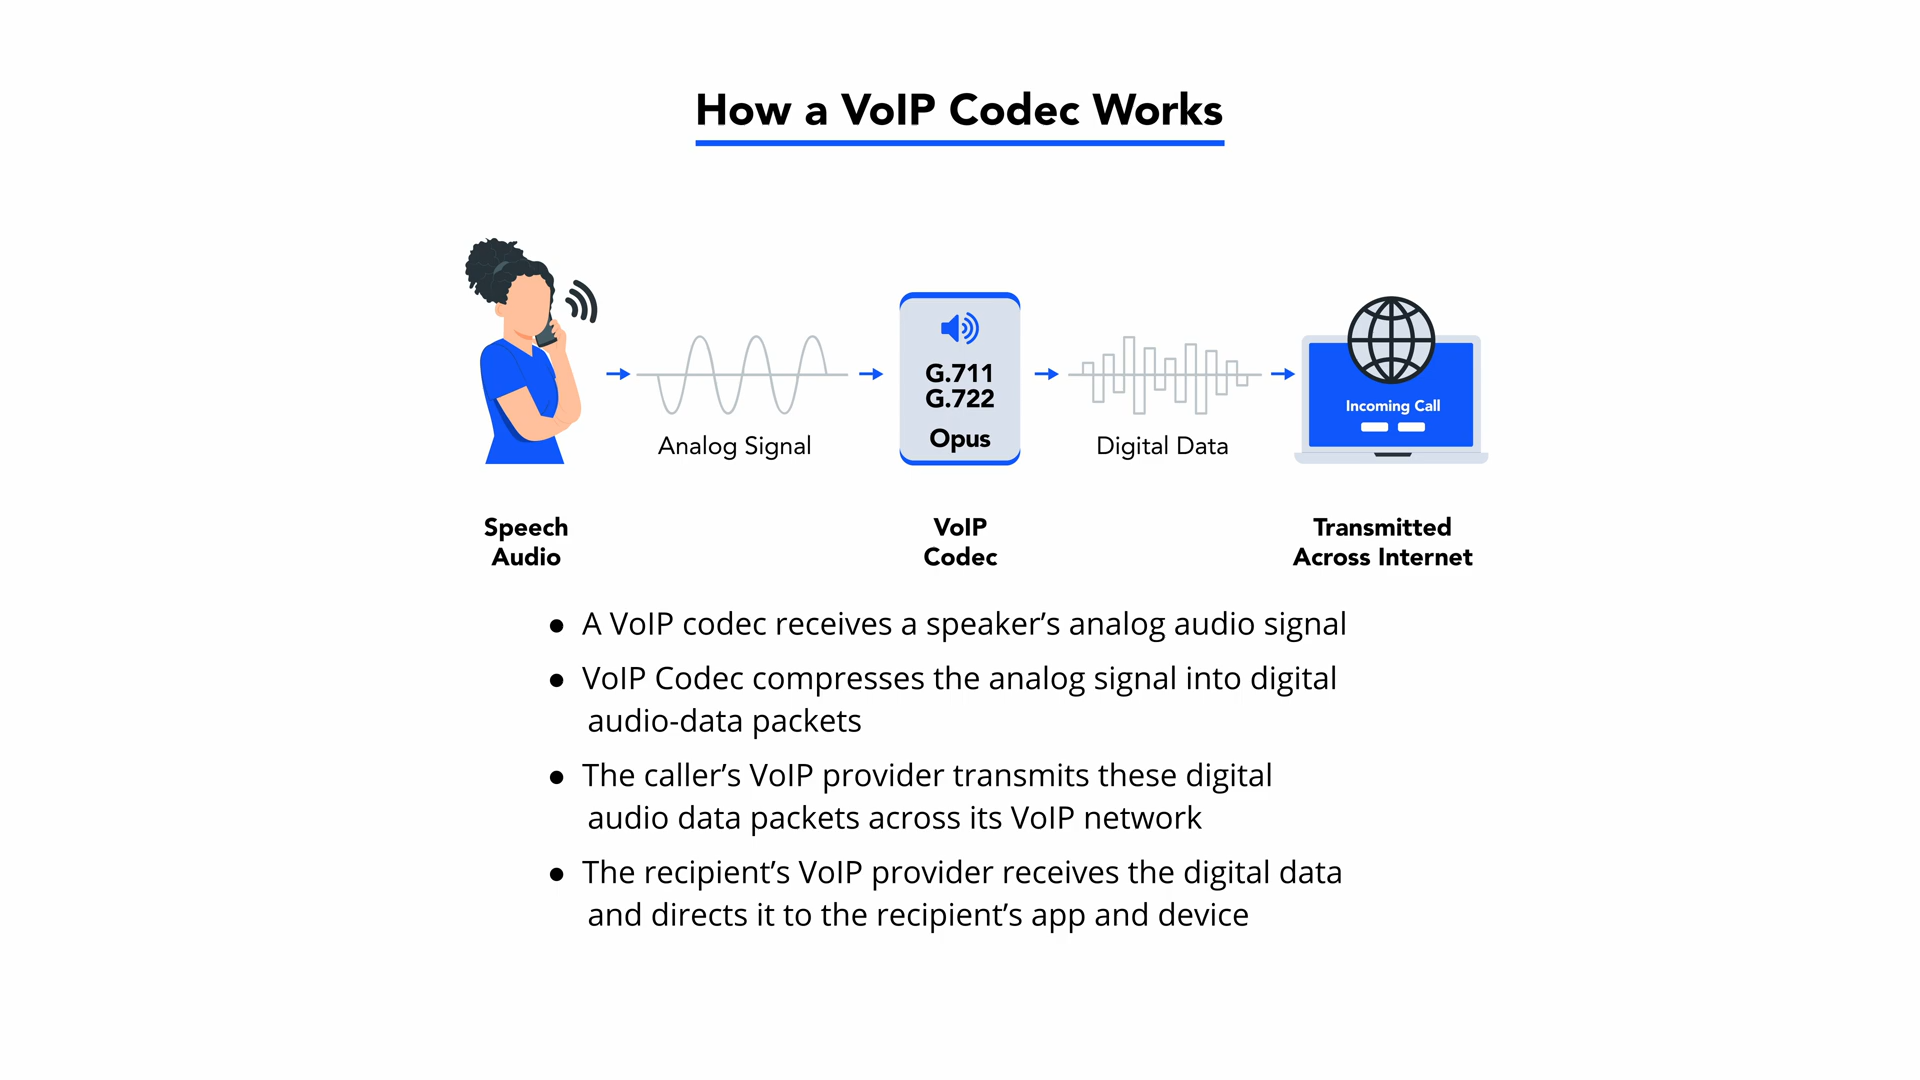 How a VoIP Codec Works
G.711
G.722
Opus
Incoming Call
Analog Signal
Digital Data
Speech
Audio
VoIP
Codec
Transmitted
Across Internet
● A VoIP codec receives a speaker’s analog audio signal
● VoIP Codec compresses the analog signal into digital
audio-data packets
● The caller’s VoIP provider transmits these digital
audio data packets across its VoIP network
● The recipient’s VoIP provider receives the digital data
and directs it to the recipient’s app and device